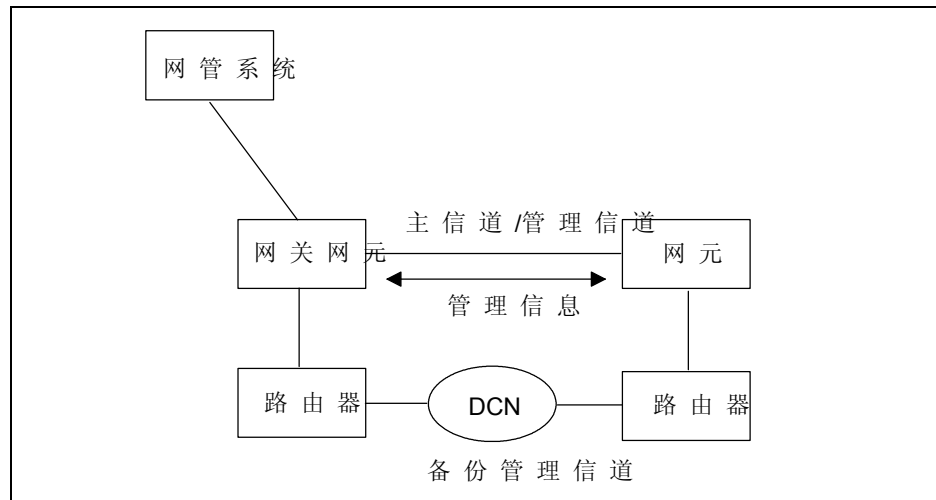 网管系统
主信道/管理信道
网关网元
网元
管理信息
路由器
DCN
路由器
备份管理信道